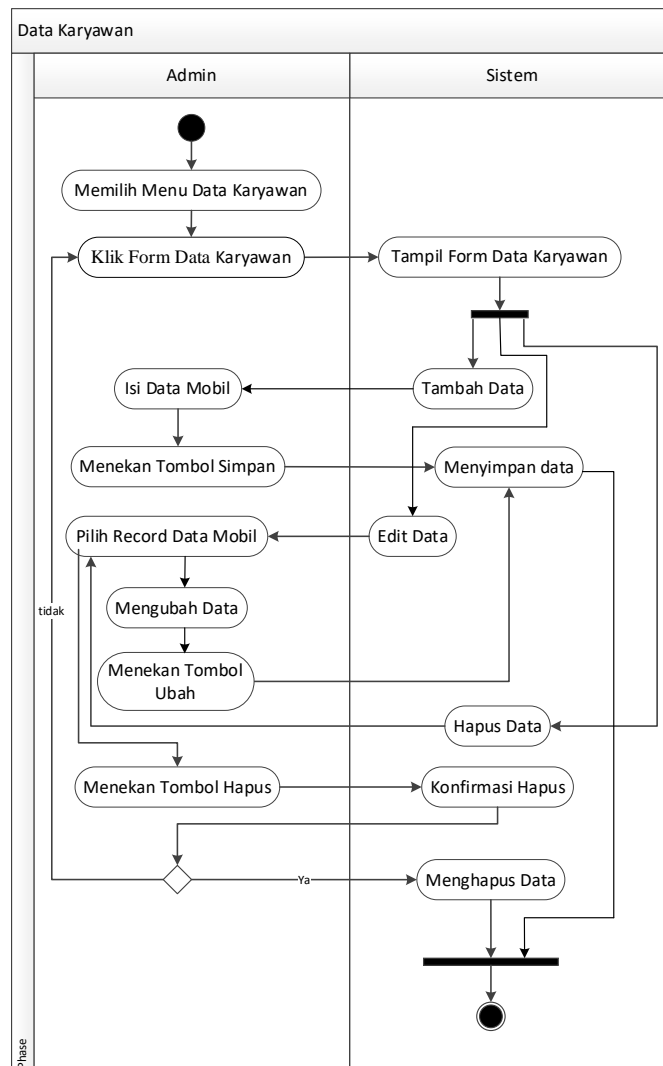 Data Karyawan
Admin
Sistem
Memilih Menu Data Karyawan
Klik Form Data Karyawan
Tampil Form Data Karyawan
Isi Data Mobil
Tambah Data
Menekan Tombol Simpan
Menyimpan data
Pilih Record Data Mobil
Edit Data
tidak
Mengubah Data
Menekan Tombol
Ubah
Hapus Data
Menekan Tombol Hapus
Konfirmasi Hapus
Ya
Menghapus Data
Phase